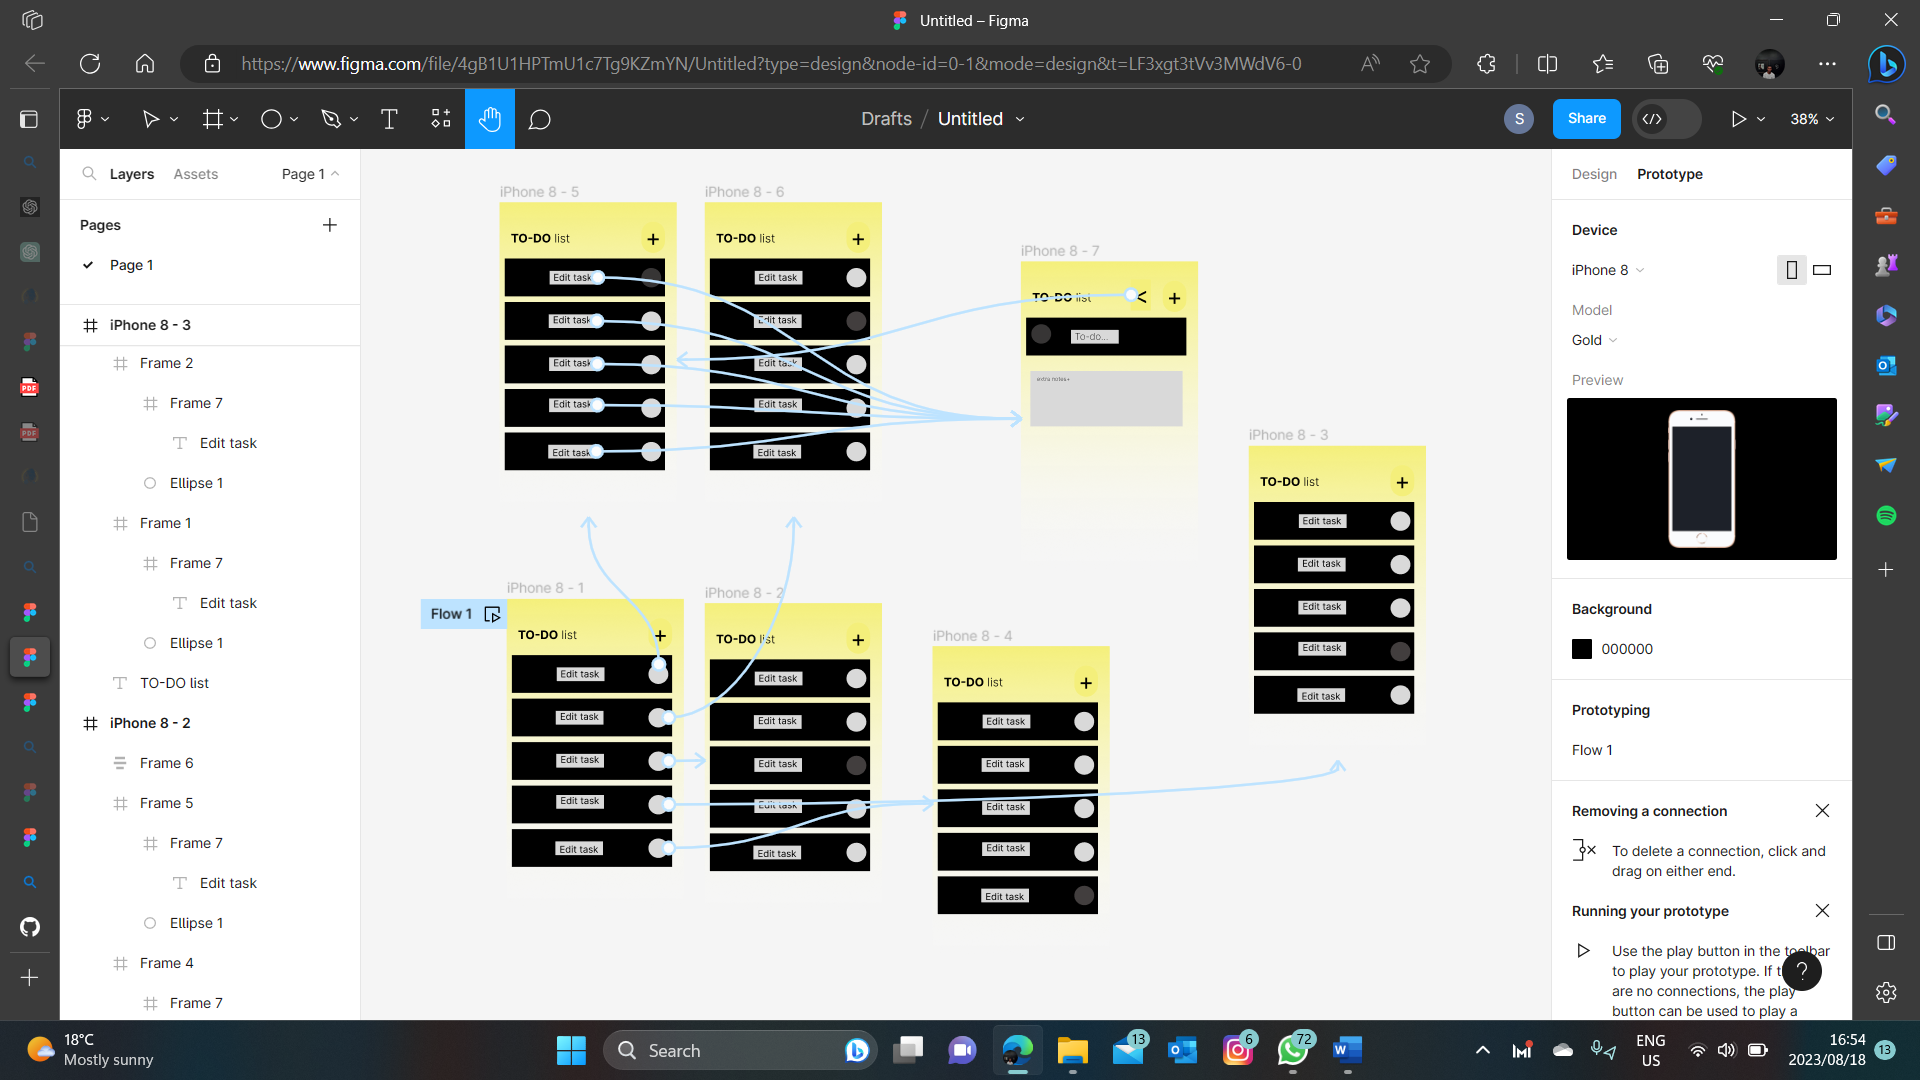 Untitled – Figma
https://www.figma.com/file/4gB1U1HPTmU1c7Tg9KZmYN/Untitled?type=design&node-id=0-1&mode=design&t=LF3xgt3tVv3MWdV6-0
Drafts / Untitled
S
Share
38%
Layers
Assets
Page 1
Pages
Page 1
iPhone 8 - 3
Frame 2
Frame 7
Edit task
Ellipse 1
Frame 1
Frame 7
Edit task
Ellipse 1
TO-DO list
iPhone 8 - 2
Frame 6
Frame 5
Frame 7
Edit task
Ellipse 1
Frame 4
Frame 7
iPhone 8 - 5
TO-DO list
+
Edit task
Edit task
Edit task
Edit task
Edit task
iPhone 8 - 6
TO-DO list
+
Edit task
Edit task
Edit task
Edit task
Edit task
iPhone 8 - 7
TO-DO list
< +
To-do...
extra notes+
iPhone 8 - 3
TO-DO list
+
Edit task
Edit task
Edit task
Edit task
Edit task
Flow 1
iPhone 8 - 1
TO-DO list
+
Edit task
Edit task
Edit task
Edit task
Edit task
iPhone 8 - 2
TO-DO list
+
Edit task
Edit task
Edit task
Edit task
Edit task
iPhone 8 - 4
TO-DO list
+
Edit task
Edit task
Edit task
Edit task
Edit task
Design
Prototype
Device
iPhone 8
Model
Gold
Preview
Background
000000
Prototyping
Flow 1
Removing a connection
To delete a connection, click and
drag on either end.
Running your prototype
Use the play button in the toolbar
to play your prototype. If
are no connections, the play
button can be used to play a
?
PDF
PDF
18°C
Mostly sunny
Search
13
6
72
ENG
US
16:54
2023/08/18
13